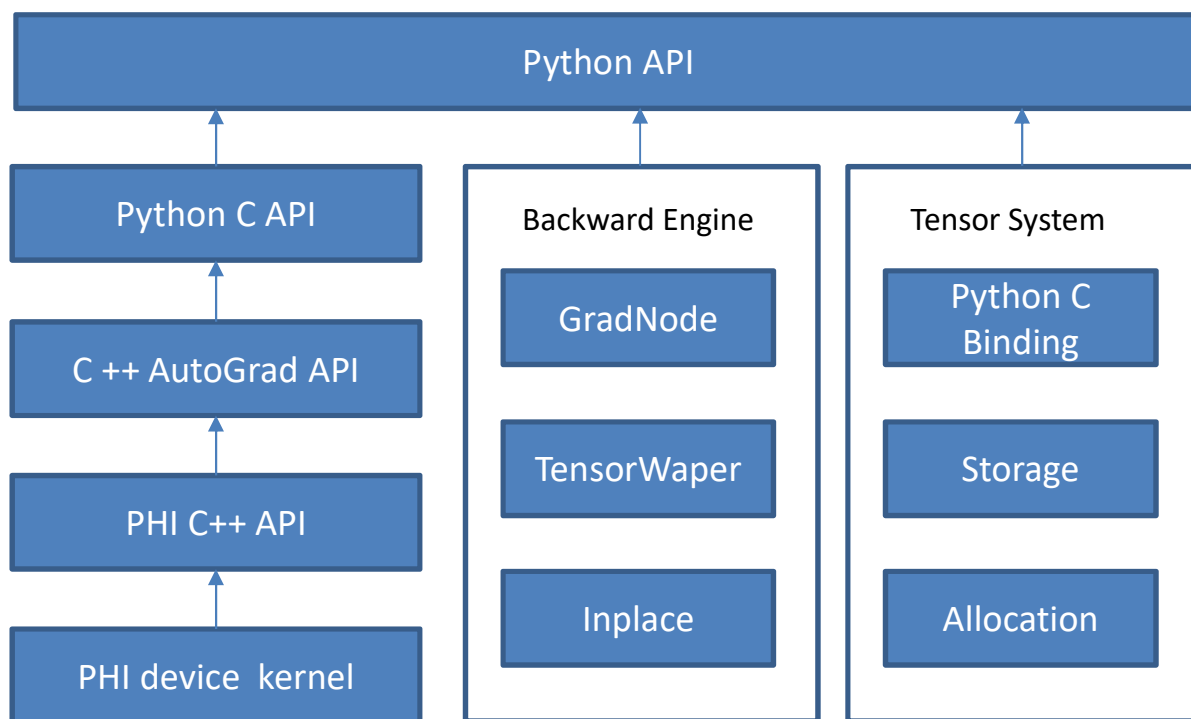 Python API
Python C API
C ++ AutoGrad API
PHI C++ API
PHI device  kernel
Backward Engine
GradNode
TensorWaper
Inplace
Tensor System
Python C
Binding
Storage
Allocation